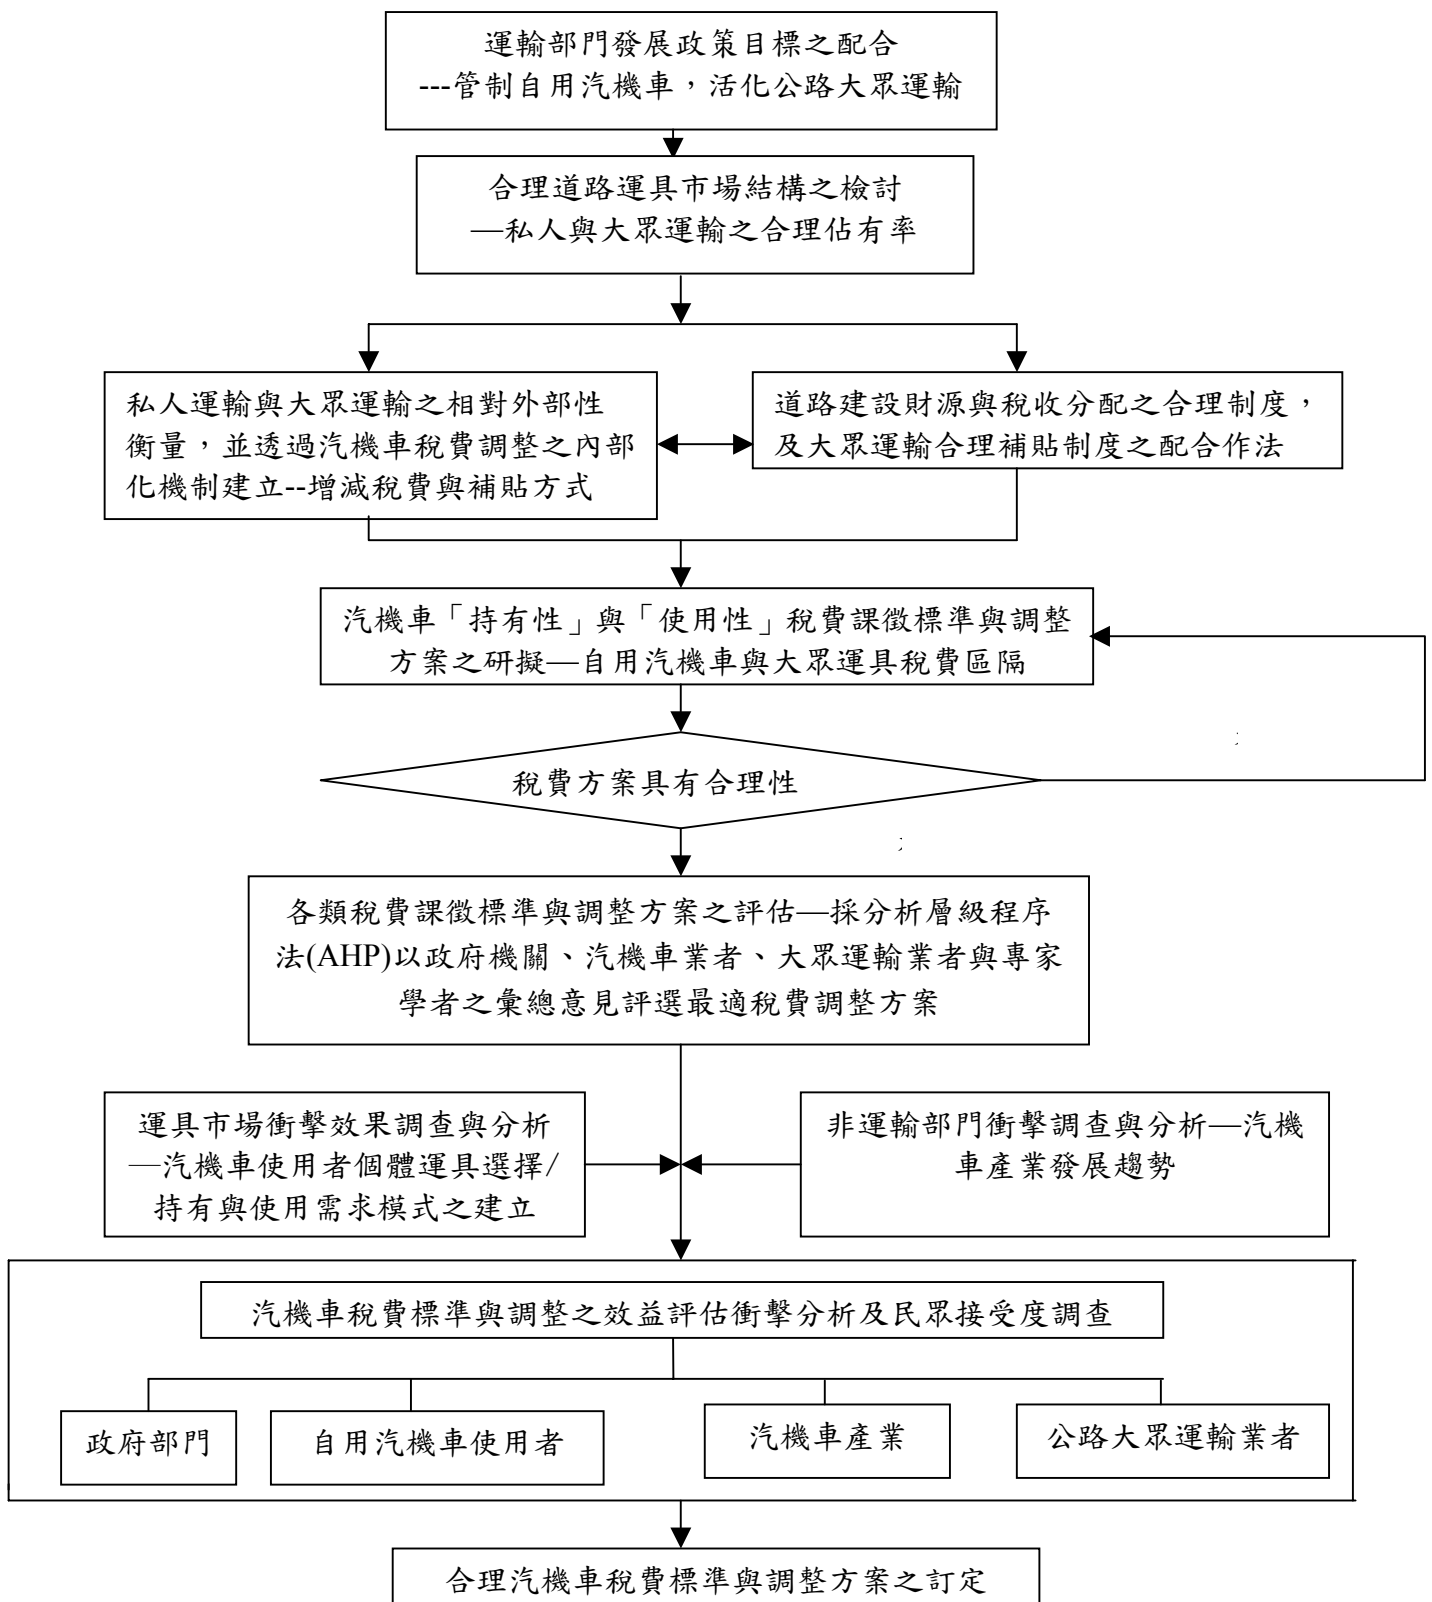 運輸部門發展政策目標之配合
---管制自用汽機車，活化公路大眾運輸
合理道路運具市場結構之檢討
—私人與大眾運輸之合理佔有率
私人運輸與大眾運輸之相對外部性
衡量，並透過汽機車稅費調整之內部
化機制建立--增減稅費與補貼方式
道路建設財源與稅收分配之合理制度，
及大眾運輸合理補貼制度之配合作法
汽機車「持有性」與「使用性」稅費課徵標準與調整
方案之研擬—自用汽機車與大眾運具稅費區隔
稅費方案具有合理性
各類稅費課徵標準與調整方案之評估—採分析層級程序
法(AHP)以政府機關、汽機車業者、大眾運輸業者與專家
學者之彙總意見評選最適稅費調整方案
運具市場衝擊效果調查與分析
—汽機車使用者個體運具選擇/
持有與使用需求模式之建立
非運輸部門衝擊調查與分析—汽機
車產業發展趨勢
汽機車稅費標準與調整之效益評估衝擊分析及民眾接受度調查
政府部門
自用汽機車使用者
汽機車產業
公路大眾運輸業者
合理汽機車稅費標準與調整方案之訂定